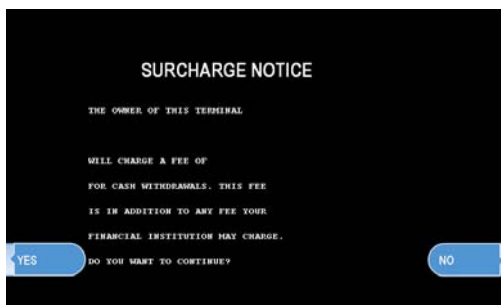 SURCHARGE NOTICE
THE OWNER OF THIS TERMINAL
WILL CHARGE A FEE OF
FOR CASH WITHDRAWALS. THIS FEE
IS IN ADDITION TO ANY FEE YOUR
FINANCIAL INSTITUTION MAY CHARGE.
DO YOU WANT TO CONTINUE?
YES
NO